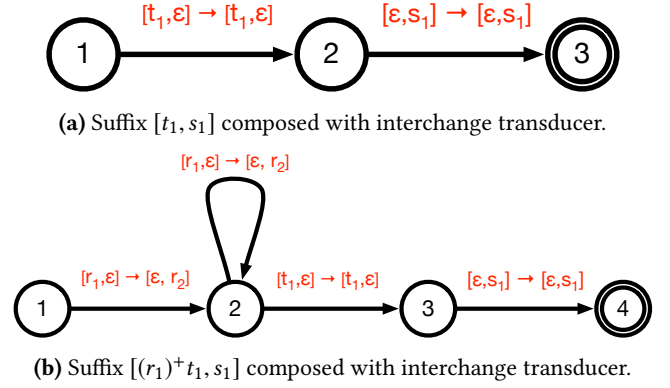 [t₁,ε] → [t₁,ε] [ε,s₁] → [ε,s₁]
1 2 3
(a) Suffix [t₁, s₁] composed with interchange transducer.
[r₁,ε] → [ε, r₂]
[r₁,ε] → [ε, r₂] [t₁,ε] → [t₁,ε] [ε,s₁] → [ε,s₁]
1 2 3 4
(b) Suffix [(r₁)⁺t₁, s₁] composed with interchange transducer.